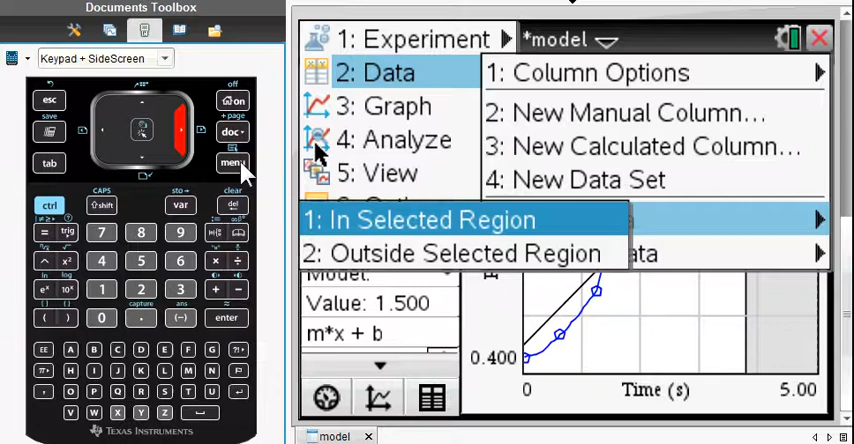 Documents Toolbox
Keypad + SideScreen
esc
off
on
save
+ page
doc
tab
menu
ctrl
CAPS
shift
sto→
var
clear
del
trig
7
8
9
4
5
6
ln
log
1
2
3
capture
ans
0
.
(−)
enter
EE
A
B
C
D
E
F
G
?!
H
I
J
K
L
M
N
O
P
Q
R
S
T
U
V
W
X
Y
Z
TEXAS INSTRUMENTS
1: Experiment
*model
2: Data
1: Column Options
3: Graph
2: New Manual Column...
4: Analyze
3: New Calculated Column...
5: View
4: New Data Set
1: In Selected Region
2: Outside Selected Region
ata
Model:
Value: 1.500
m*x + b
0.400
0
Time (s)
5.00
model